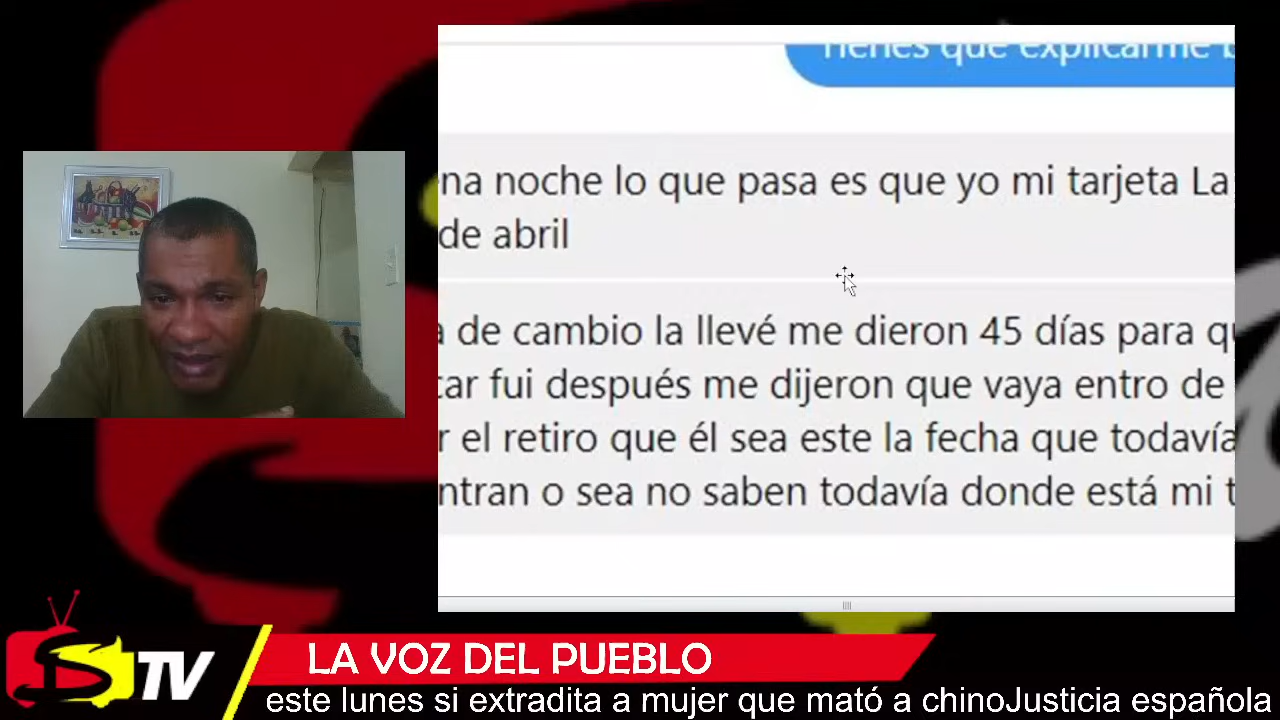 na noche lo que pasa es que yo mi tarjeta La
de abril
de cambio la llevé me dieron 45 días para
fui después me dijeron que vaya entro de
el retiro que él sea este la fecha que todavía
ntran o sea no saben todavía donde está mi
STV
LA VOZ DEL PUEBLO
este lunes si extradita a mujer que mató a chinoJusticia española